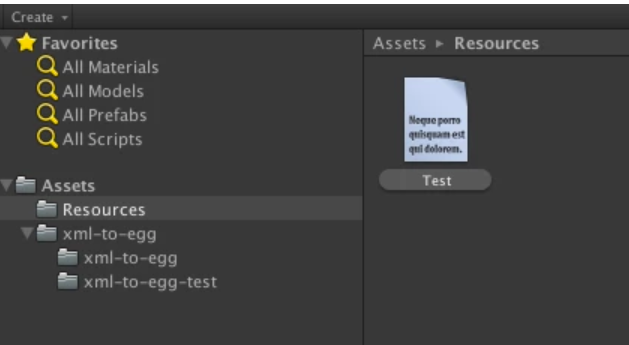 Create
Favorites
All Materials
All Models
All Prefabs
All Scripts
Assets
Resources
xml-to-egg
xml-to-egg
xml-to-egg-test
Assets ▸ Resources
Neque porro
quisquam est
qui dolorem.
Test